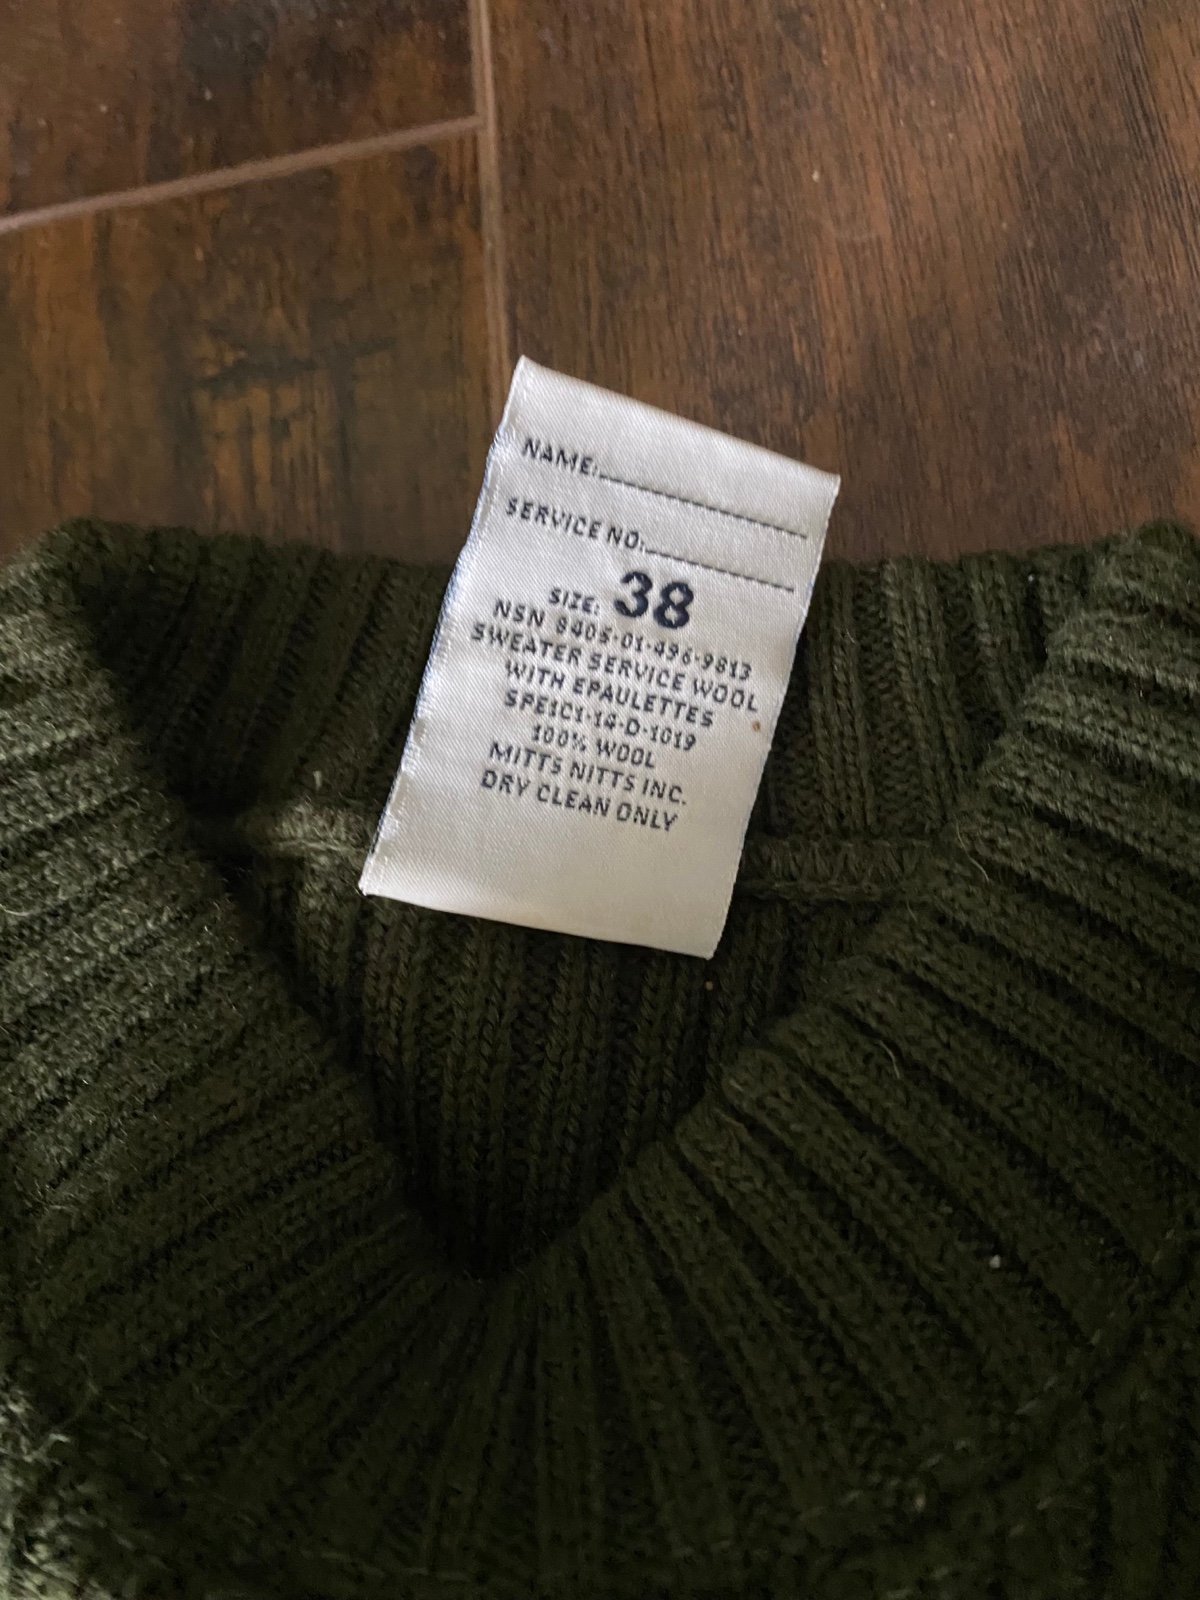 NAME:
SERVICE NO:
SIZE: 38
NSN 8405-01-496-9813
SWEATER SERVICE WOOL
WITH EPAULETTES
SPE1C1-14-D-1019
100% WOOL
MITTS NITTS INC.
DRY CLEAN ONLY